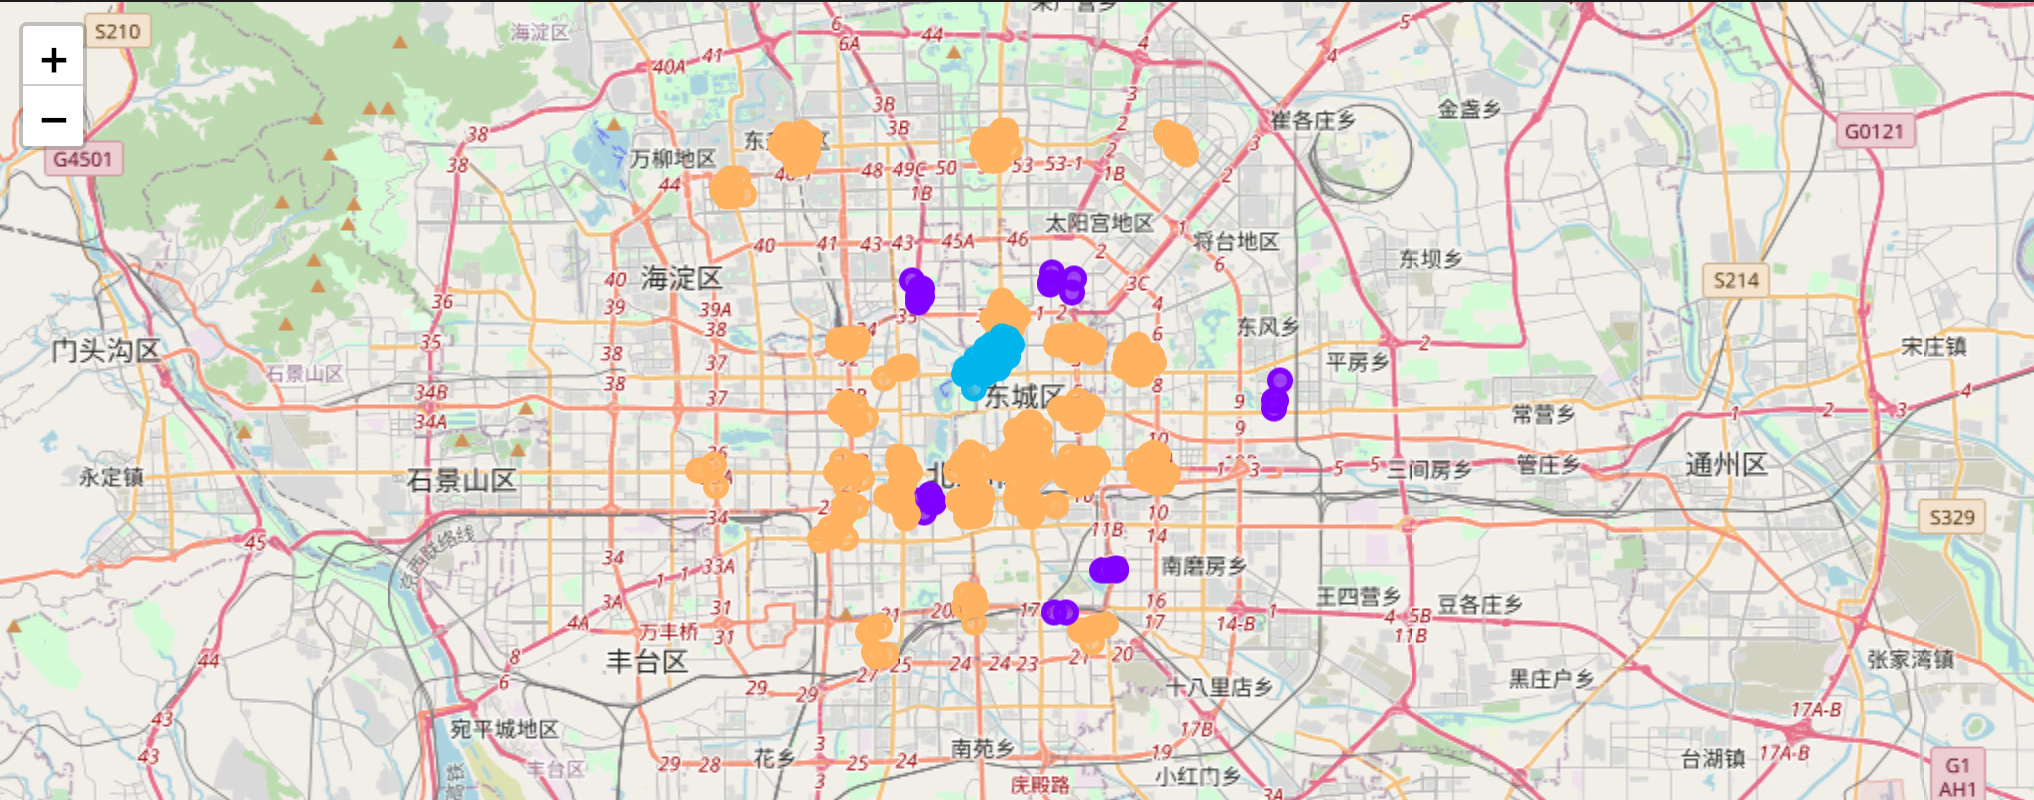 +
−
S210
G4501
海淀区
6
6A
44
41
40A
4
4
5
3
3B
3B
2
2
38
38
万柳地区
44
48
49C
50
53
53-1
1B
1B
崔各庄乡
金盏乡
3
2
G0121
太阳宫地区
1
将台地区
40
41
43
43
45A
46
2
6
东坝乡
S214
海淀区
40
39
39A
38
38
37
38
37
36
35
34B
34A
3C
4
6
1
2
东风乡
平房乡
2
宋庄镇
门头沟区
石景山区
东城区
8
9
9
10
常营乡
1
2
3
4
永定镇
石景山区
34
5
5
三间房乡
管庄乡
通州区
S329
10
14
11B
45
京西联络线
34
1
1
33A
南磨房乡
3A
31
31
4A
万丰桥
20
17
16
17
14-B
1
王四营乡
豆各庄乡
4
5B
11B
44
8
6
丰台区
27
25
24
24
23
21
20
29
29
十八里店乡
黑庄户乡
张家湾镇
43
43
宛平城地区
丰台区
花乡
3
3
29
28
25
24
南苑乡
庑殿路
17B
19
小红门乡
3A
17A-B
17A-B
台湖镇
G1
AH1